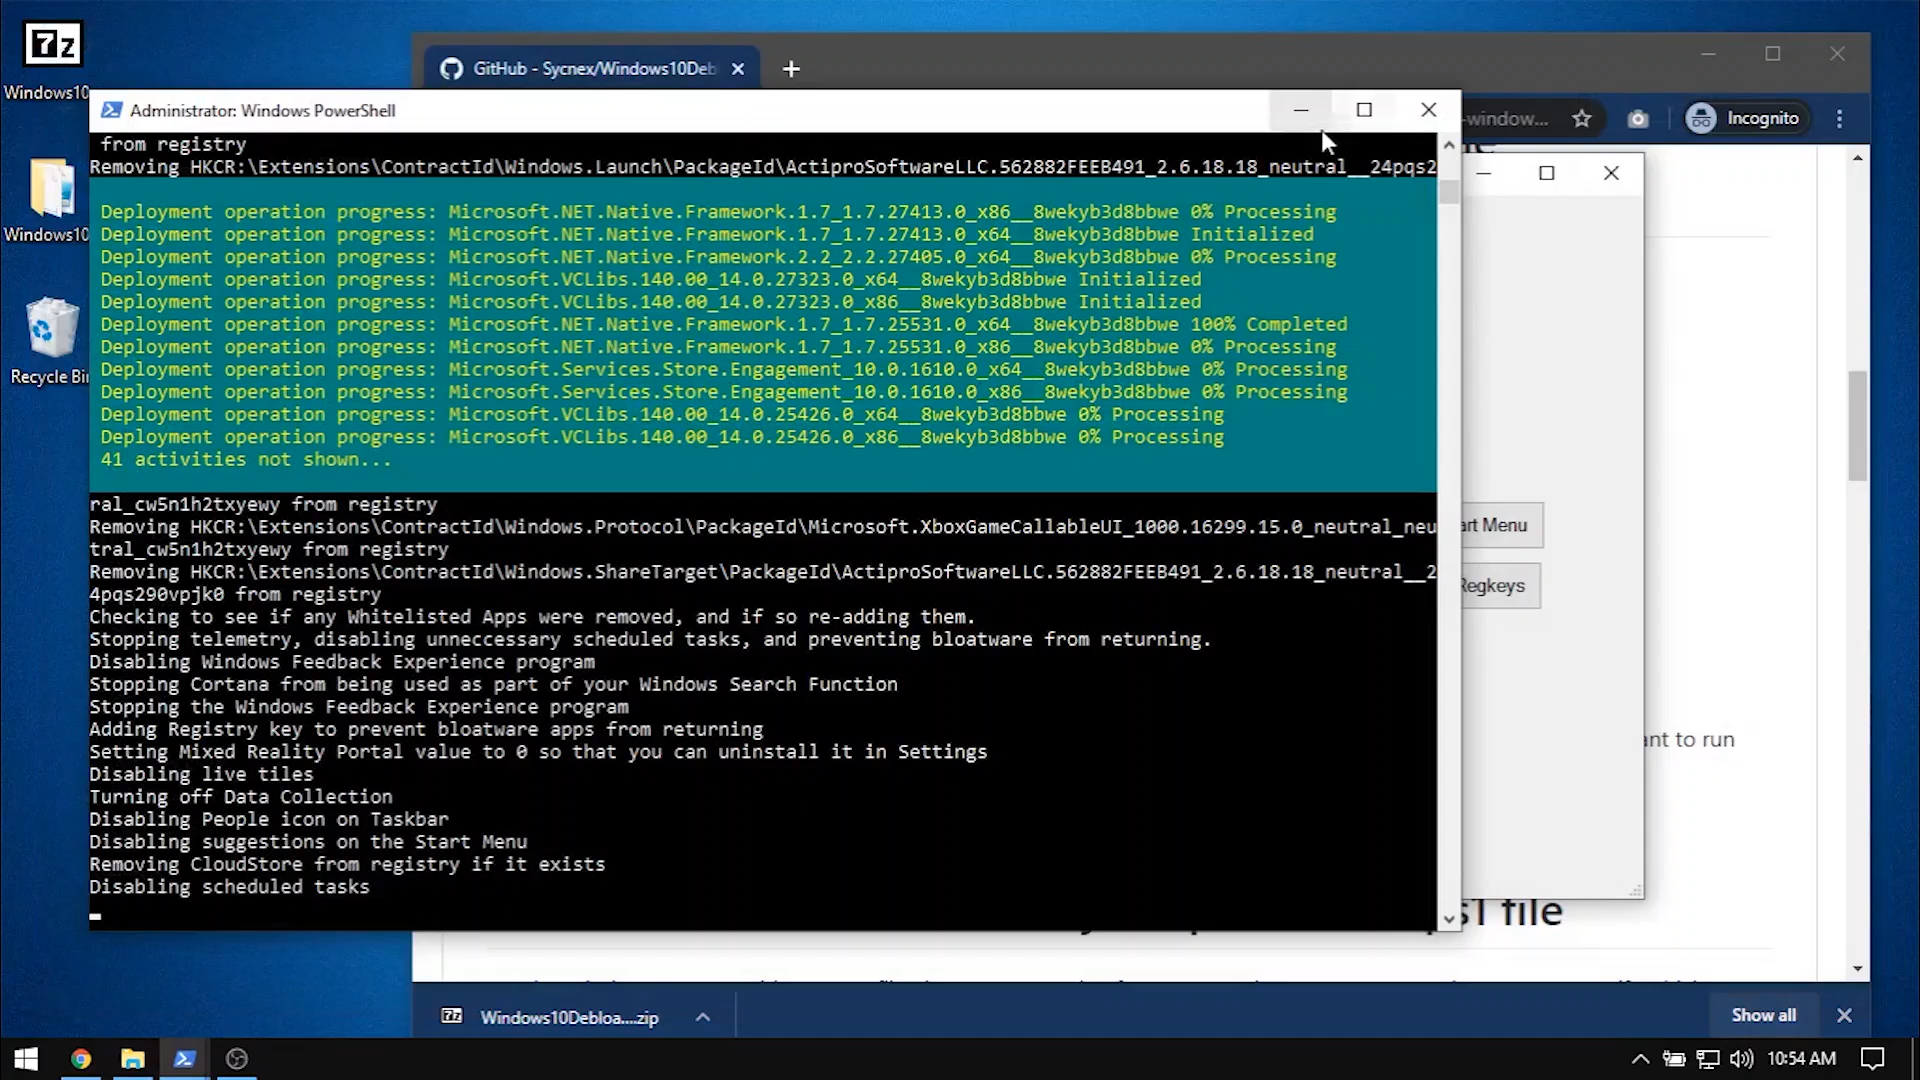 7z
Windows10
Windows10
Recycle Bi
GitHub - Sycnex/Windows10Deb
-window...
Incognito
Administrator: Windows PowerShell
from registry
Removing HKCR:\Extensions\ContractId\Windows.Launch\PackageId\ActiproSoftwareLLC.562882FEEB491_2.6.18.18_neutral__24pqs2
Deployment operation progress: Microsoft.NET.Native.Framework.1.7_1.7.27413.0_x86__8wekyb3d8bbwe 0% Processing
Deployment operation progress: Microsoft.NET.Native.Framework.1.7_1.7.27413.0_x64__8wekyb3d8bbwe Initialized
Deployment operation progress: Microsoft.NET.Native.Framework.2.2_2.2.27405.0_x64__8wekyb3d8bbwe 0% Processing
Deployment operation progress: Microsoft.VCLibs.140.00_14.0.27323.0_x64__8wekyb3d8bbwe Initialized
Deployment operation progress: Microsoft.VCLibs.140.00_14.0.27323.0_x86__8wekyb3d8bbwe Initialized
Deployment operation progress: Microsoft.NET.Native.Framework.1.7_1.7.25531.0_x64__8wekyb3d8bbwe 100% Completed
Deployment operation progress: Microsoft.NET.Native.Framework.1.7_1.7.25531.0_x86__8wekyb3d8bbwe 0% Processing
Deployment operation progress: Microsoft.Services.Store.Engagement_10.0.1610.0_x64__8wekyb3d8bbwe 0% Processing
Deployment operation progress: Microsoft.Services.Store.Engagement_10.0.1610.0_x86__8wekyb3d8bbwe 0% Processing
Deployment operation progress: Microsoft.VCLibs.140.00_14.0.25426.0_x64__8wekyb3d8bbwe 0% Processing
Deployment operation progress: Microsoft.VCLibs.140.00_14.0.25426.0_x86__8wekyb3d8bbwe 0% Processing
41 activities not shown...
ral_cw5n1h2txyewy from registry
Removing HKCR:\Extensions\ContractId\Windows.Protocol\PackageId\Microsoft.XboxGameCallableUI_1000.16299.15.0_neutral_neu
tral_cw5n1h2txyewy from registry
Removing HKCR:\Extensions\ContractId\Windows.ShareTarget\PackageId\ActiproSoftwareLLC.562882FEEB491_2.6.18.18_neutral__2
4pqs290vpjk0 from registry
Checking to see if any Whitelisted Apps were removed, and if so re-adding them.
Stopping telemetry, disabling unneccessary scheduled tasks, and preventing bloatware from returning.
Disabling Windows Feedback Experience program
Stopping Cortana from being used as part of your Windows Search Function
Stopping the Windows Feedback Experience program
Adding Registry key to prevent bloatware apps from returning
Setting Mixed Reality Portal value to 0 so that you can uninstall it in Settings
Disabling live tiles
Turning off Data Collection
Disabling People icon on Taskbar
Disabling suggestions on the Start Menu
Removing CloudStore from registry if it exists
Disabling scheduled tasks
art Menu
Regkeys
ant to run
s1 file
Windows10Debloa....zip
Show all
10:54 AM